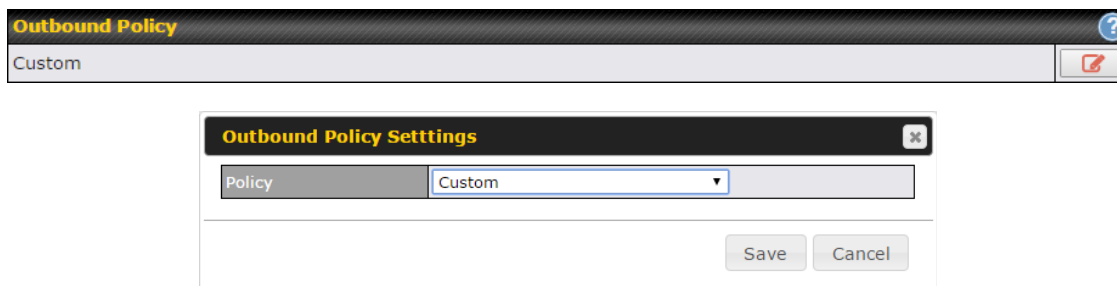 Outbound Policy
?
Custom
Outbound Policy Setttings
Policy Custom
Save Cancel